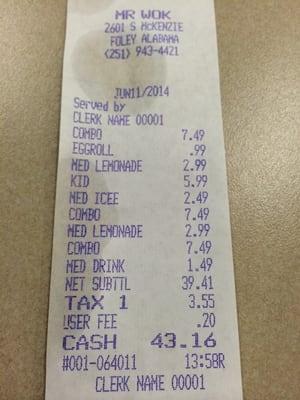 MR WOK
2601 S McKENZIE
FOLEY ALABAMA
(251) 943-4421
JUN11/2014
Served by
CLERK NAME 00001
COMBO 7.49
EGGROLL .99
MED LEMONADE 2.99
KID 5.99
MED ICEE 2.49
COMBO 7.49
MED LEMONADE 2.99
COMBO 7.49
MED DRINK 1.49
NET SUBTTL 39.41
TAX 1 3.55
USER FEE .20
CASH 43.16
#001-064011 13:58R
CLERK NAME 00001